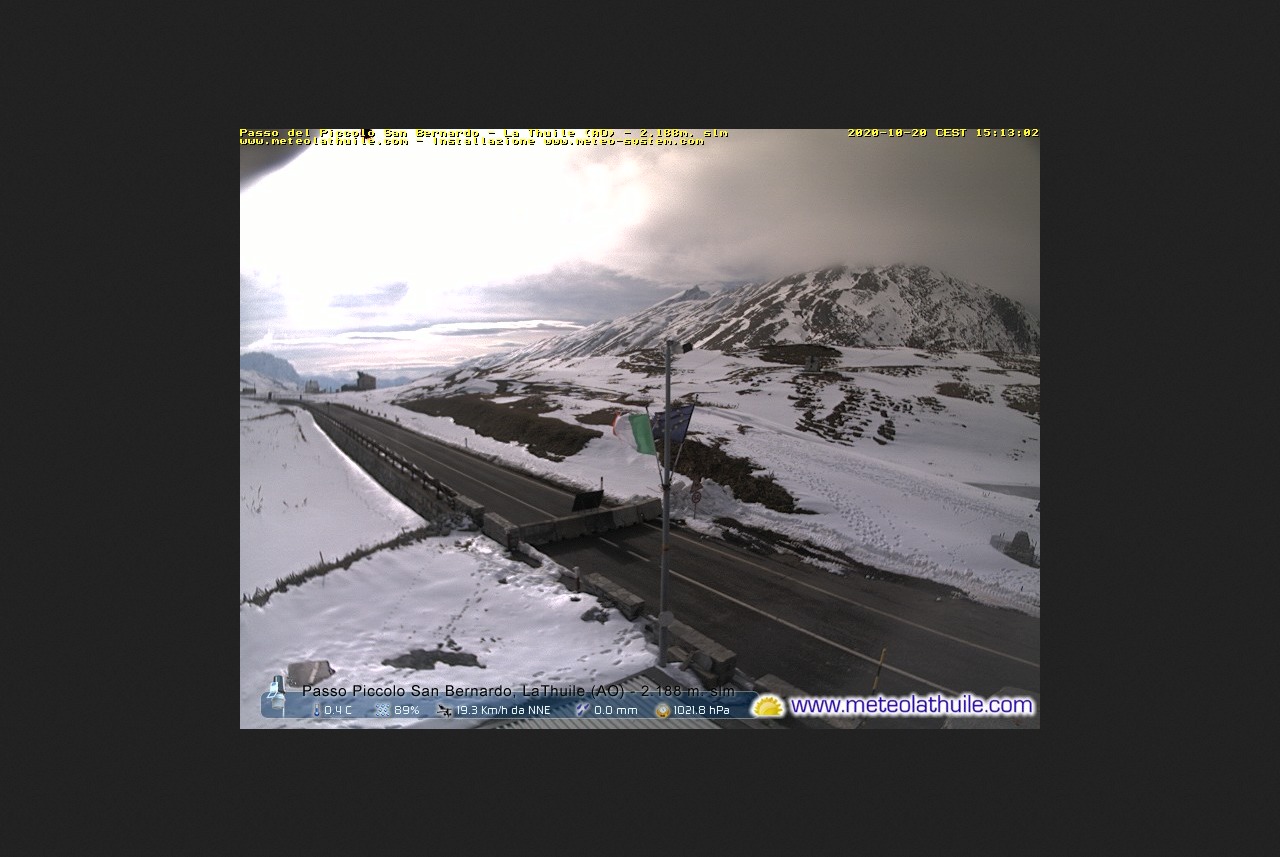 Passo del Piccolo San Bernardo - La Thuile (AO) - 2.188m. slm
2020-10-20 CEST 15:13:02
www.meteolathuile.com - Installazione www.meteo-system.com
Passo Piccolo San Bernardo, LaThuile (AO) - 2.188 m. slm
0.4 C 89% 19.3 Km/h da NNE 0.0 mm 1021.8 hPa
www.meteolathuile.com